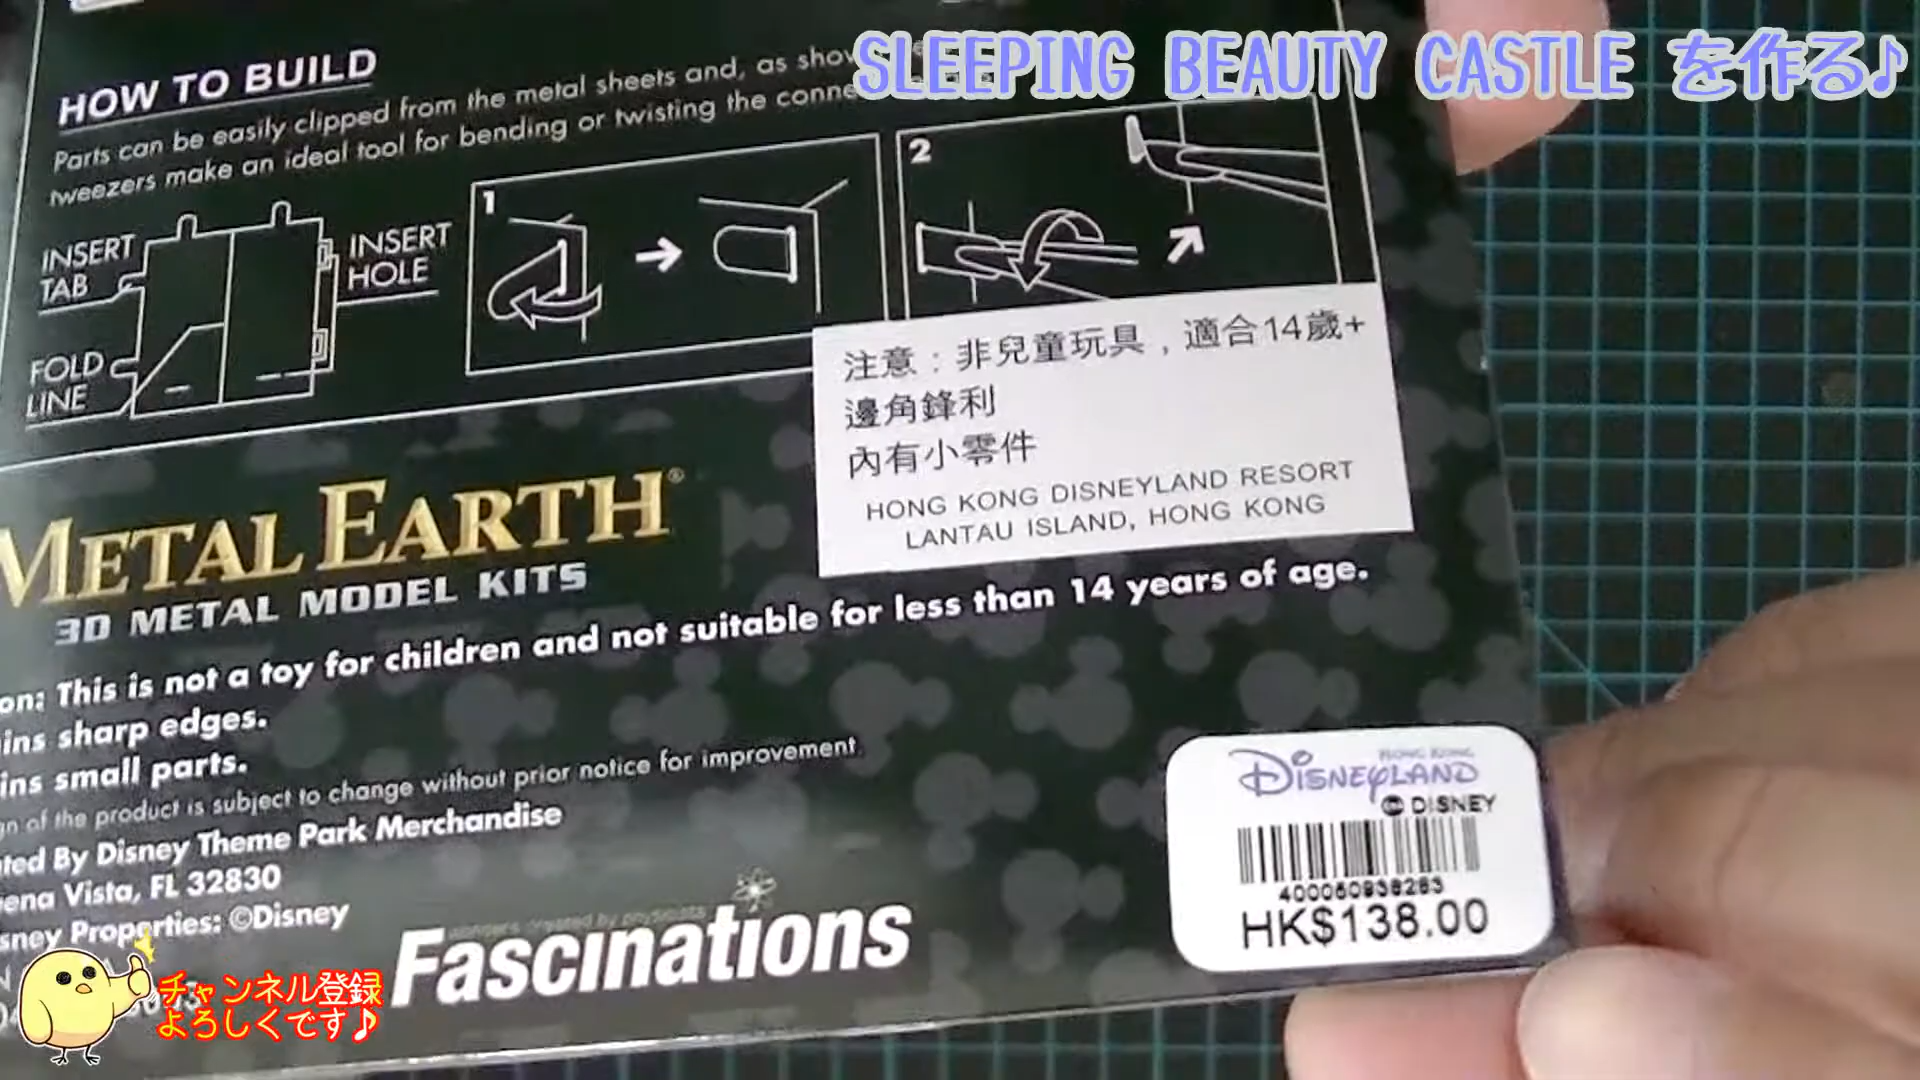 SLEEPING BEAUTY CASTLE を作る♪
HOW TO BUILD
Parts can be easily clipped from the metal sheets and, as
tweezers make an ideal tool for bending or twisting the
INSERT
TAB
INSERT
HOLE
FOLD
LINE
1
2
注意：非兒童玩具，適合14歲+
邊角鋒利
內有小零件
HONG KONG DISNEYLAND RESORT
LANTAU ISLAND, HONG KONG
METAL EARTH®
3D METAL MODEL KITS
This is not a toy for children and not suitable for less than 14 years of age.
sharp edges.
small parts.
of the product is subject to change without prior notice for improvement
By Disney Theme Park Merchandise
Vista, FL 32830
Properties: ©Disney
Fascinations
HONG KONG
DISNEYLAND
© DISNEY
HK$138.00
チャンネル登録
よろしくです♪